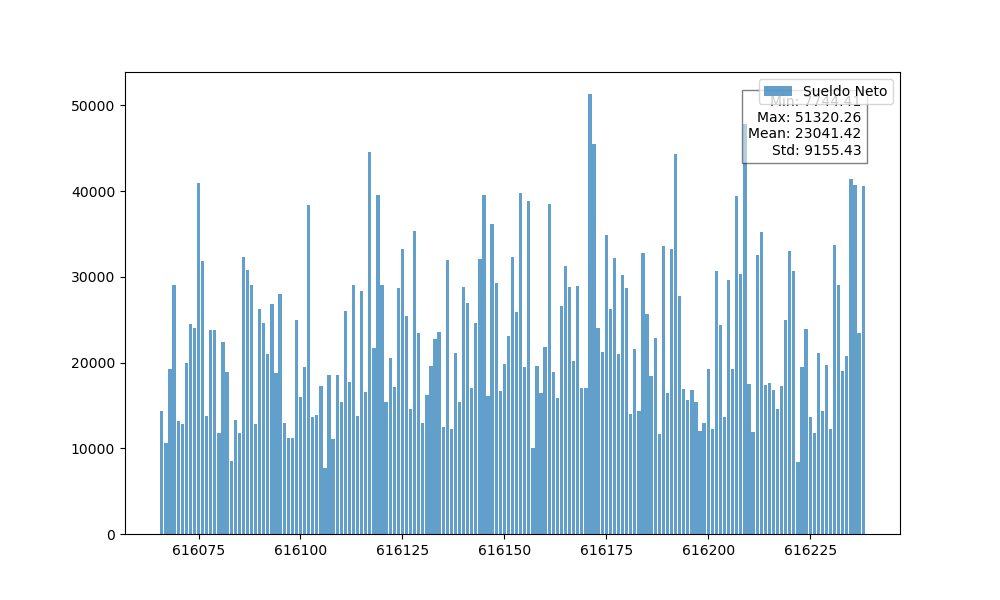 Sueldo Neto
Min: 7744.41
Max: 51320.26
Mean: 23041.42
Std: 9155.43
50000
40000
30000
20000
10000
0
616075 616100 616125 616150 616175 616200 616225